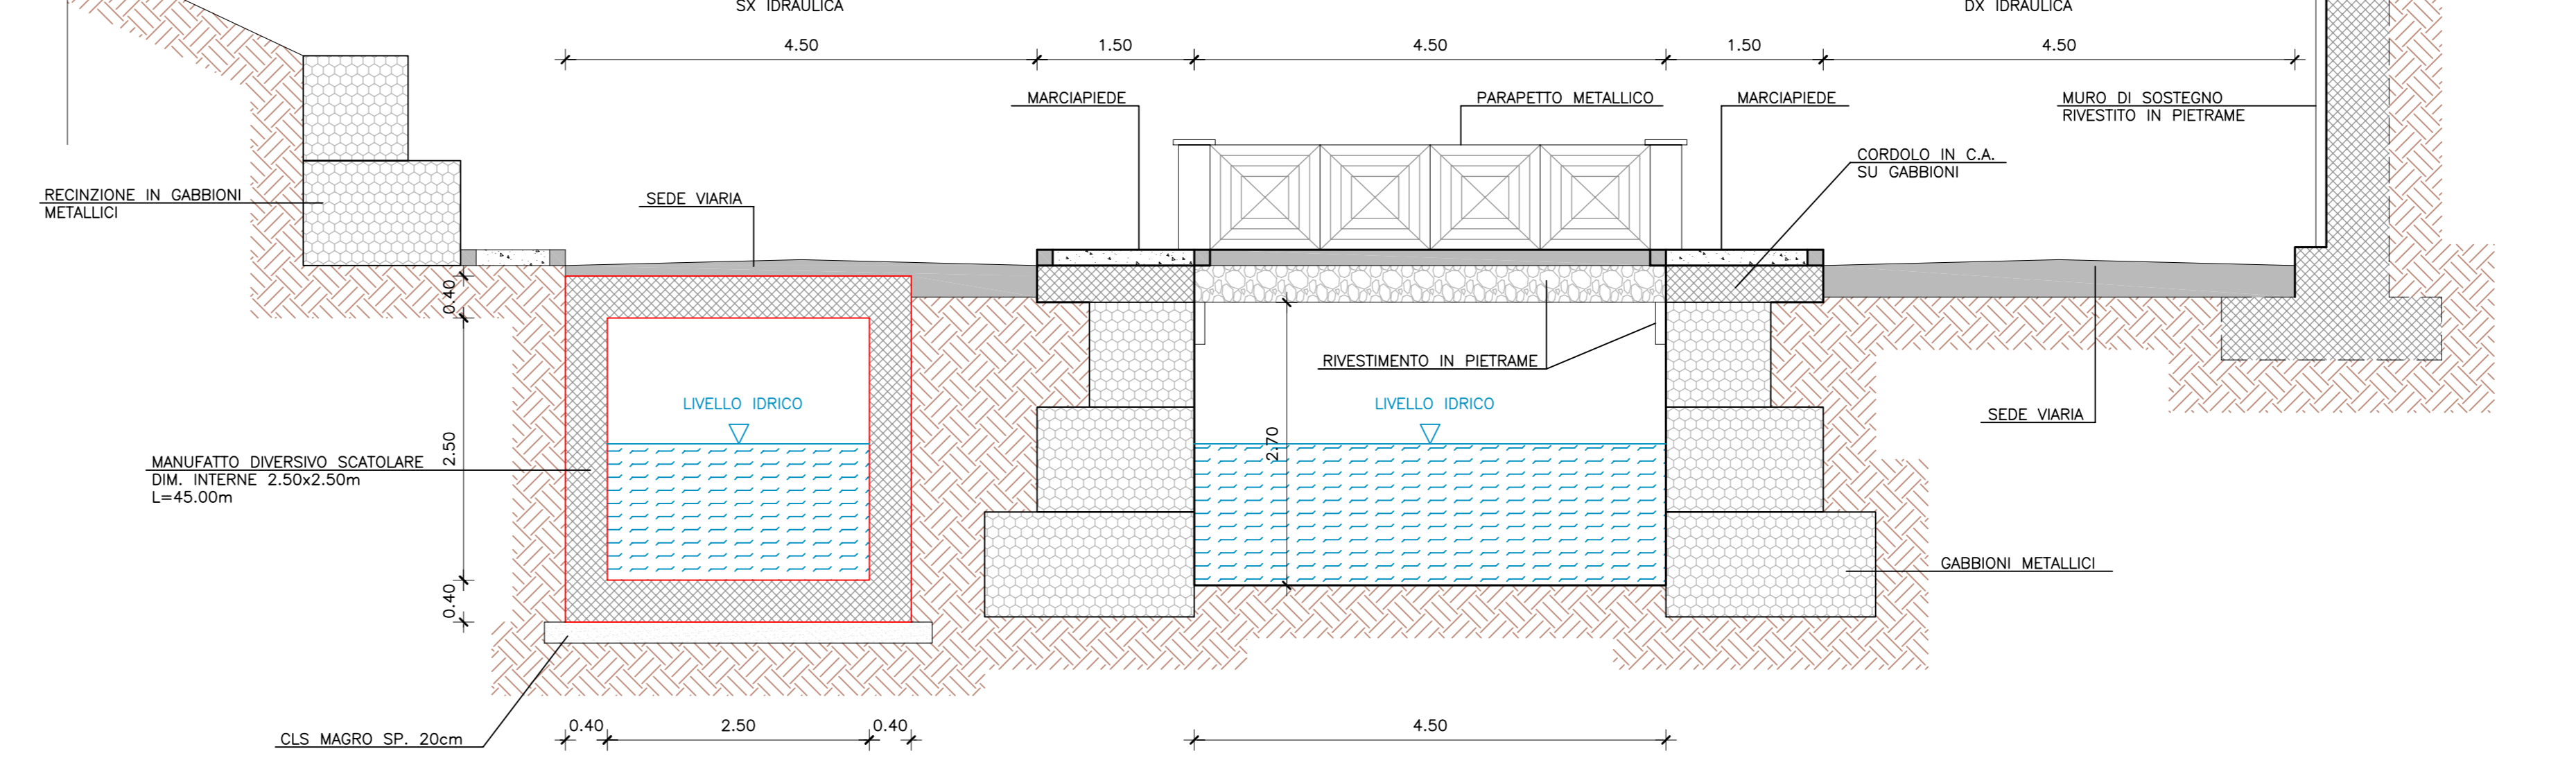 SX IDRAULICA
DX IDRAULICA
4.50
1.50
4.50
1.50
4.50
MARCIAPIEDE
PARAPETTO METALLICO
MARCIAPIEDE
MURO DI SOSTEGNO
RIVESTITO IN PIETRAME
CORDOLO IN C.A.
SU GABBIONI
RECINZIONE IN GABBIONI
METALLICI
SEDE VIARIA
0.40
RIVESTIMENTO IN PIETRAME
LIVELLO IDRICO
LIVELLO IDRICO
SEDE VIARIA
2.50
2.70
MANUFATTO DIVERSIVO SCATOLARE
DIM. INTERNE 2.50x2.50m
L=45.00m
GABBIONI METALLICI
0.40
0.40
2.50
0.40
4.50
CLS MAGRO SP. 20cm